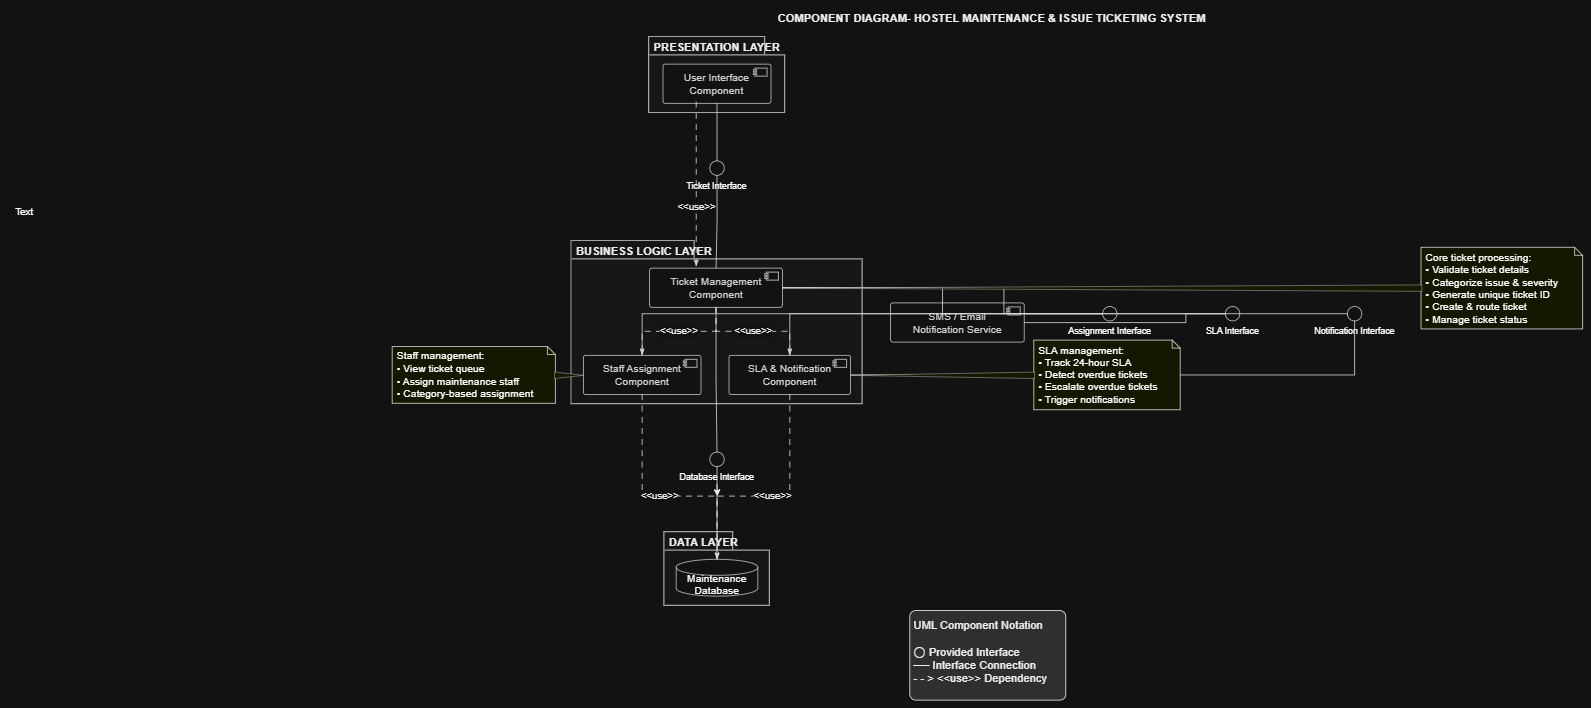 COMPONENT DIAGRAM- HOSTEL MAINTENANCE & ISSUE TICKETING SYSTEM
PRESENTATION LAYER
User Interface
Component
Ticket Interface
<<use>>
Text
BUSINESS LOGIC LAYER
Ticket Management
Component
Core ticket processing:
- Validate ticket details
- Categorize issue & severity
- Generate unique ticket ID
- Create & route ticket
- Manage ticket status
SMS / Email
Notification Service
Assignment Interface
SLA Interface
Notification Interface
<<use>>
<<use>>
Staff management:
- View ticket queue
- Assign maintenance staff
- Category-based assignment
Staff Assignment
Component
SLA & Notification
Component
SLA management:
- Track 24-hour SLA
- Detect overdue tickets
- Escalate overdue tickets
- Trigger notifications
Database Interface
<<use>>
<<use>>
DATA LAYER
Maintenance
Database
UML Component Notation
Provided Interface
Interface Connection
- - > <<use>> Dependency